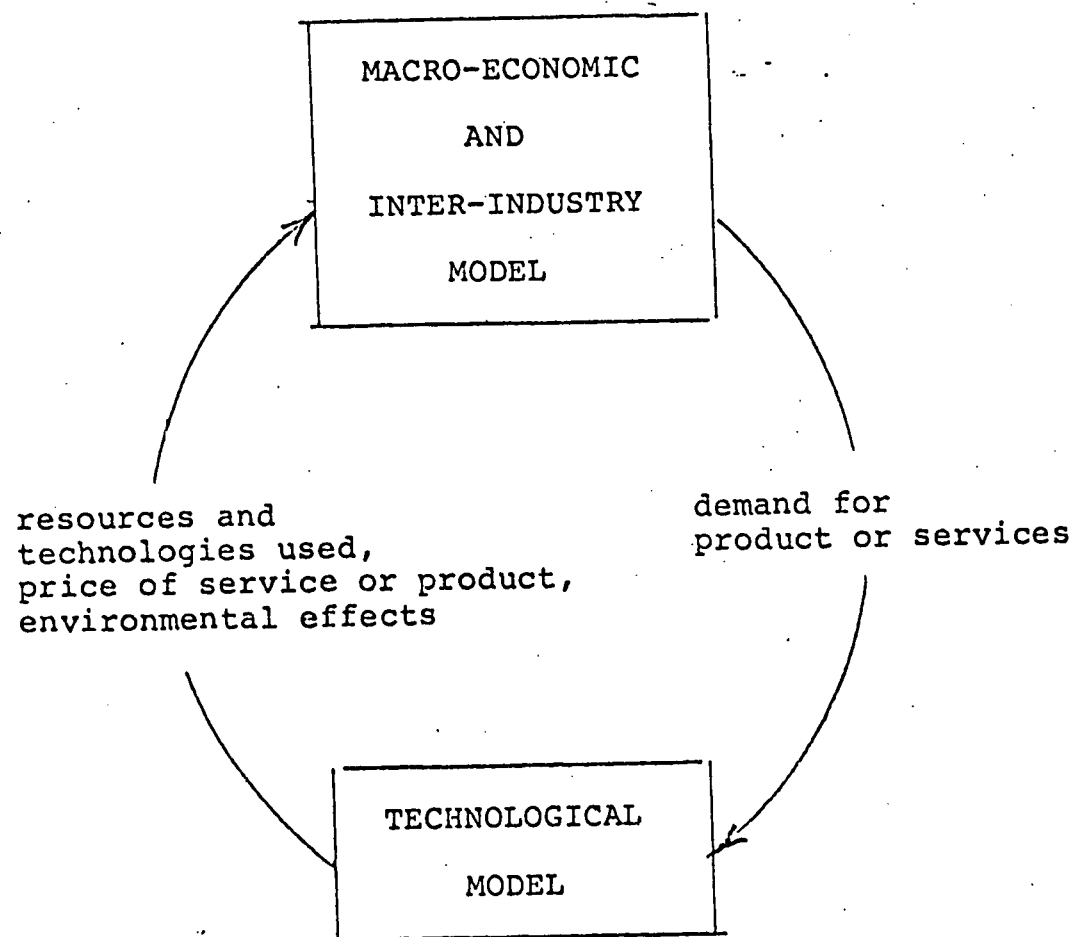 MACRO-ECONOMIC
AND
INTER-INDUSTRY
MODEL
resources and
technologies used,
price of service or product,
environmental effects
demand for
product or services
TECHNOLOGICAL
MODEL